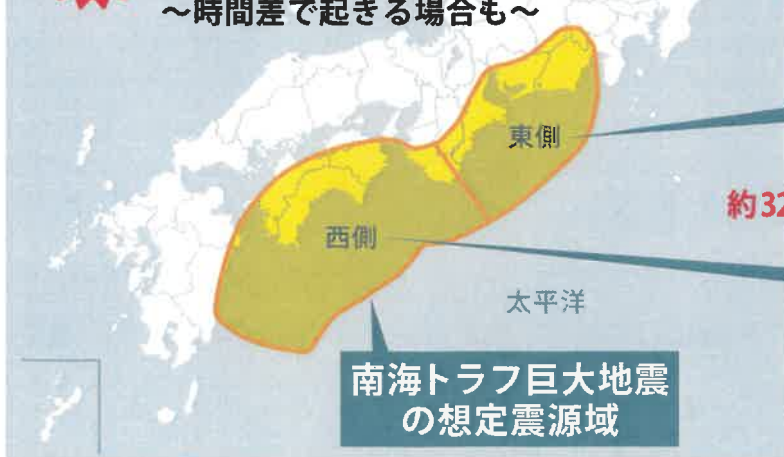 ～時間差で起きる場合も～
東側
約32
西側
太平洋
南海トラフ巨大地震
の想定震源域